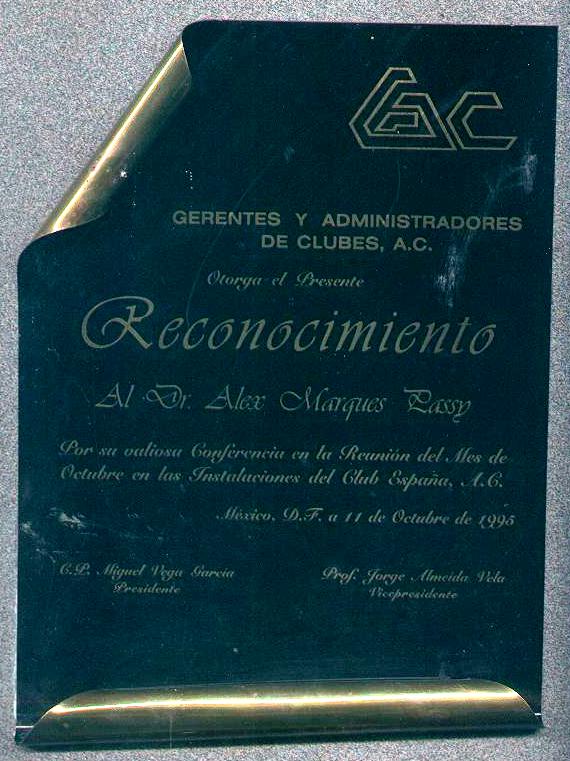 GAC
GERENTES Y ADMINISTRADORES
DE CLUBES, A.C.
Otorga el Presente
Reconocimiento
Al Dr. Alex Marques Passy
Por su valiosa Conferencia en la Reunión del Mes de
Octubre en las Instalaciones del Club España, A.C.
México, D.F. a 11 de Octubre de 1995
C.P. Miguel Vega García
Presidente
Prof. Jorge Almeida Vela
Vicepresidente